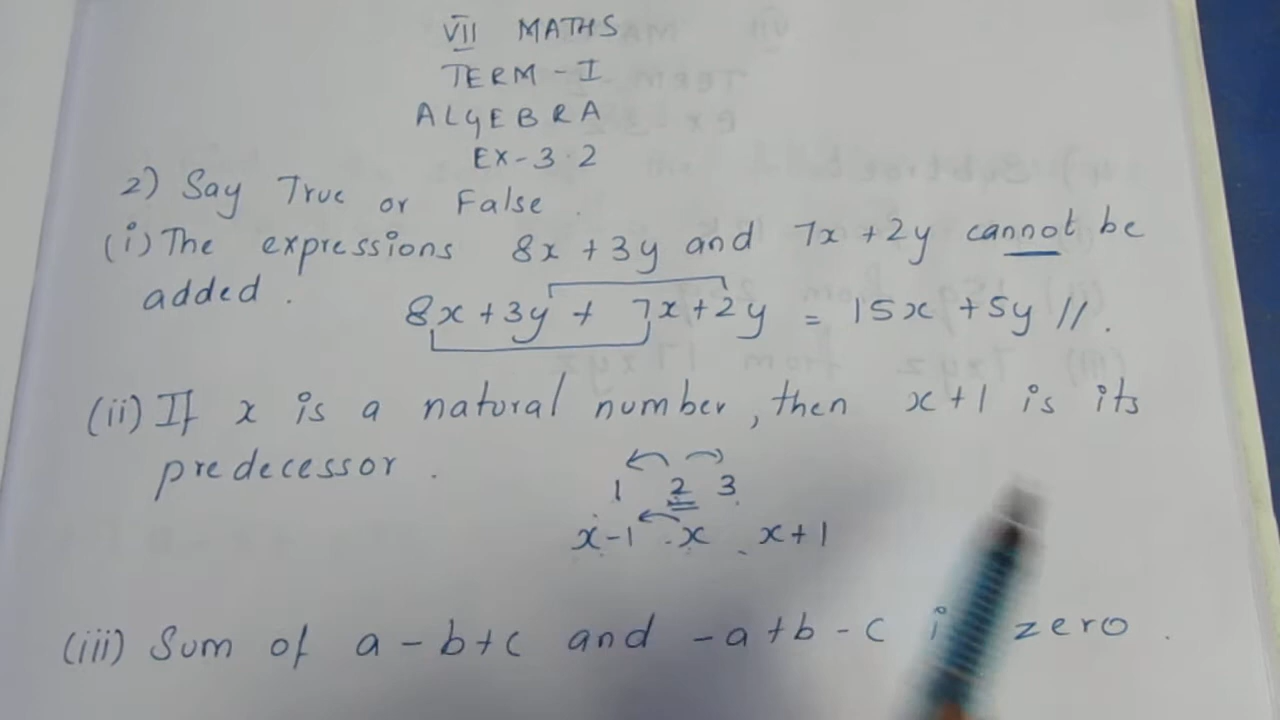 VII MATHS
TERM - I
ALGEBRA
EX - 3.2
2) Say True or False.
(i) The expressions 8x + 3y and 7x + 2y cannot be
added.
8x + 3y + 7x + 2y = 15x + 5y //.
(ii) If x is a natural number, then x + 1 is its
predecessor.
1 2 3
x - 1 x x + 1
(iii) Sum of a - b + c and - a + b - c zero.